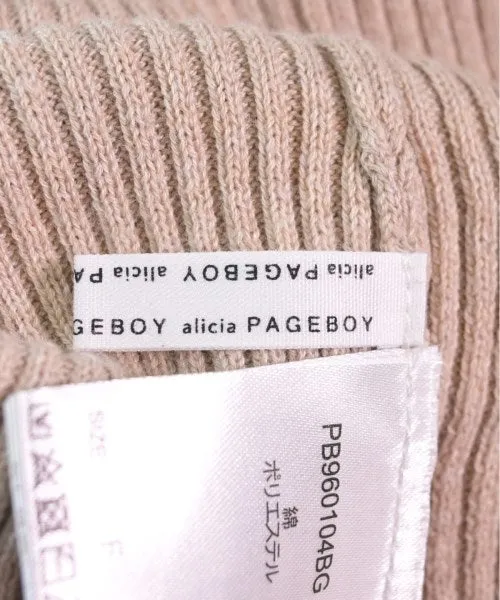 alicia PAGEBOY alicia PA
GEBOY alicia PAGEBOY
PB960104BG
綿
ポリエステル
SIZE
F